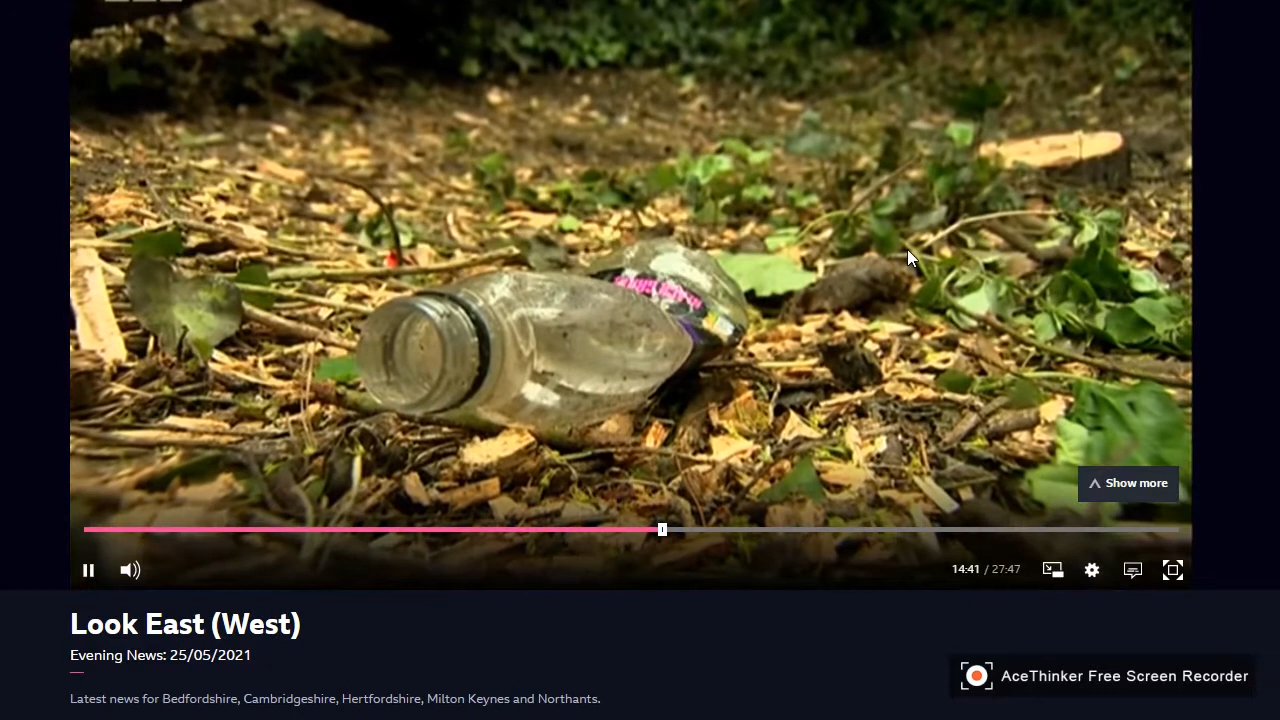 Show more
14:41 / 27:47
Look East (West)
Evening News: 25/05/2021
Latest news for Bedfordshire, Cambridgeshire, Hertfordshire, Milton Keynes and Northants.
AceThinker Free Screen Recorder